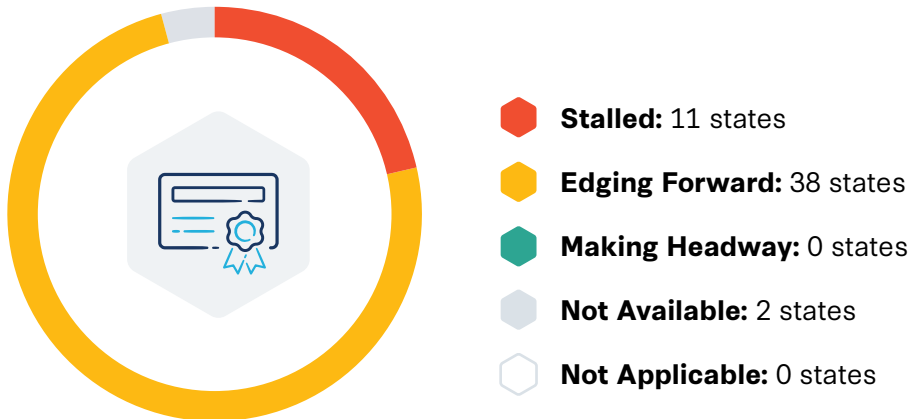 Stalled: 11 states
Edging Forward: 38 states
Making Headway: 0 states
Not Available: 2 states
Not Applicable: 0 states